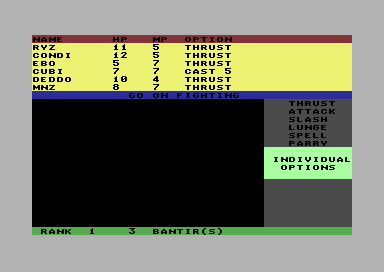 NAME HP MP OPTION
RYZ 11 5 THRUST
CONDI 12 5 THRUST
EBO 5 7 THRUST
CUBI 7 7 CAST 5
DEDDO 10 4 THRUST
MNZ 8 7 THRUST
GO ON FIGHTING
THRUST
ATTACK
SLASH
LUNGE
SPELL
PARRY
INDIVIDUAL
OPTIONS
RANK 1 3 BANTIR(S)